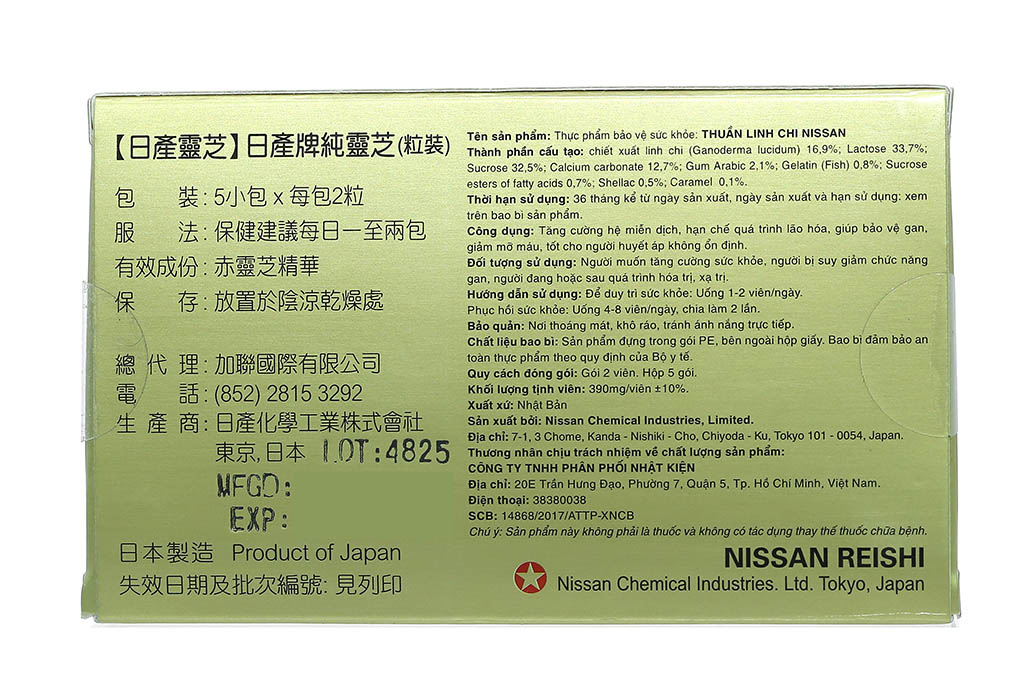 【日產靈芝】日產牌純靈芝(粒裝)
包 裝:5小包 x 每包2粒
服 法:保健建議每日一至兩包
有效成份:赤靈芝精華
保 存:放置於陰涼乾燥處
總 代 理:加聯國際有限公司
電 話:(852) 2815 3292
生 產 商:日產化學工業株式會社
東京,日本 LOT:4825
MFGD:
EXP:
日本製造 Product of Japan
失效日期及批次編號: 見列印
Tên sản phẩm: Thực phẩm bảo vệ sức khỏe: THUẦN LINH CHI NISSAN
Thành phần cấu tạo: chiết xuất linh chi (Ganoderma lucidum) 16,9%; Lactose 33,7%;
Sucrose 32,5%; Calcium carbonate 12,7%; Gum Arabic 2,1%; Gelatin (Fish) 0,8%; Sucrose
esters of fatty acids 0,7%; Shellac 0,5%; Caramel 0,1%.
Thời hạn sử dụng: 36 tháng kể từ ngày sản xuất, ngày sản xuất và hạn sử dụng: xem
trên bao bì sản phẩm.
Công dụng: Tăng cường hệ miễn dịch, hạn chế quá trình lão hóa, giúp bảo vệ gan,
giảm mỡ máu, tốt cho người huyết áp không ổn định.
Đối tượng sử dụng: Người muốn tăng cường sức khỏe, người bị suy giảm chức năng
gan, người đang hoặc sau quá trình hóa trị, xạ trị.
Hướng dẫn sử dụng: Để duy trì sức khỏe: Uống 1-2 viên/ngày.
Phục hồi sức khỏe: Uống 4-8 viên/ngày, chia làm 2 lần.
Bảo quản: Nơi thoáng mát, khô ráo, tránh ánh nắng trực tiếp.
Chất liệu bao bì: Sản phẩm đựng trong gói PE, bên ngoài hộp giấy. Bao bì đảm bảo an
toàn thực phẩm theo quy định của Bộ y tế.
Quy cách đóng gói: Gói 2 viên. Hộp 5 gói.
Khối lượng tịnh viên: 390mg/viên ±10%.
Xuất xứ: Nhật Bản
Sản xuất bởi: Nissan Chemical Industries, Limited.
Địa chỉ: 7-1, 3 Chome, Kanda - Nishiki - Cho, Chiyoda - Ku, Tokyo 101 - 0054, Japan.
Thương nhân chịu trách nhiệm về chất lượng sản phẩm:
CÔNG TY TNHH PHÂN PHỐI NHẬT KIỆN
Địa chỉ: 20E Trần Hưng Đạo, Phường 7, Quận 5, Tp. Hồ Chí Minh, Việt Nam.
Điện thoại: 38380038
SCB: 14868/2017/ATTP-XNCB
Chú ý: Sản phẩm này không phải là thuốc và không có tác dụng thay thế thuốc chữa bệnh.
NISSAN REISHI
Nissan Chemical Industries. Ltd. Tokyo, Japan